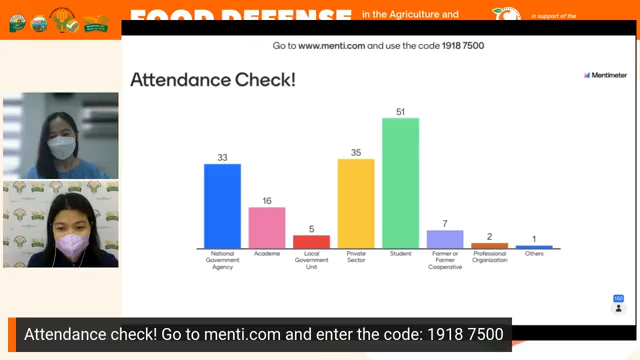 FOOD DEFENSE
in the Agriculture and
in support of the
Go to www.menti.com and use the code 1918 7500
Attendance Check!
Mentimeter
33
16
5
35
51
7
2
1
National Government Agency
Academe
Local Government Unit
Private Sector
Student
Farmer or Farmer Cooperative
Professional Organization
Others
150
Attendance check! Go to menti.com and enter the code: 1918 7500